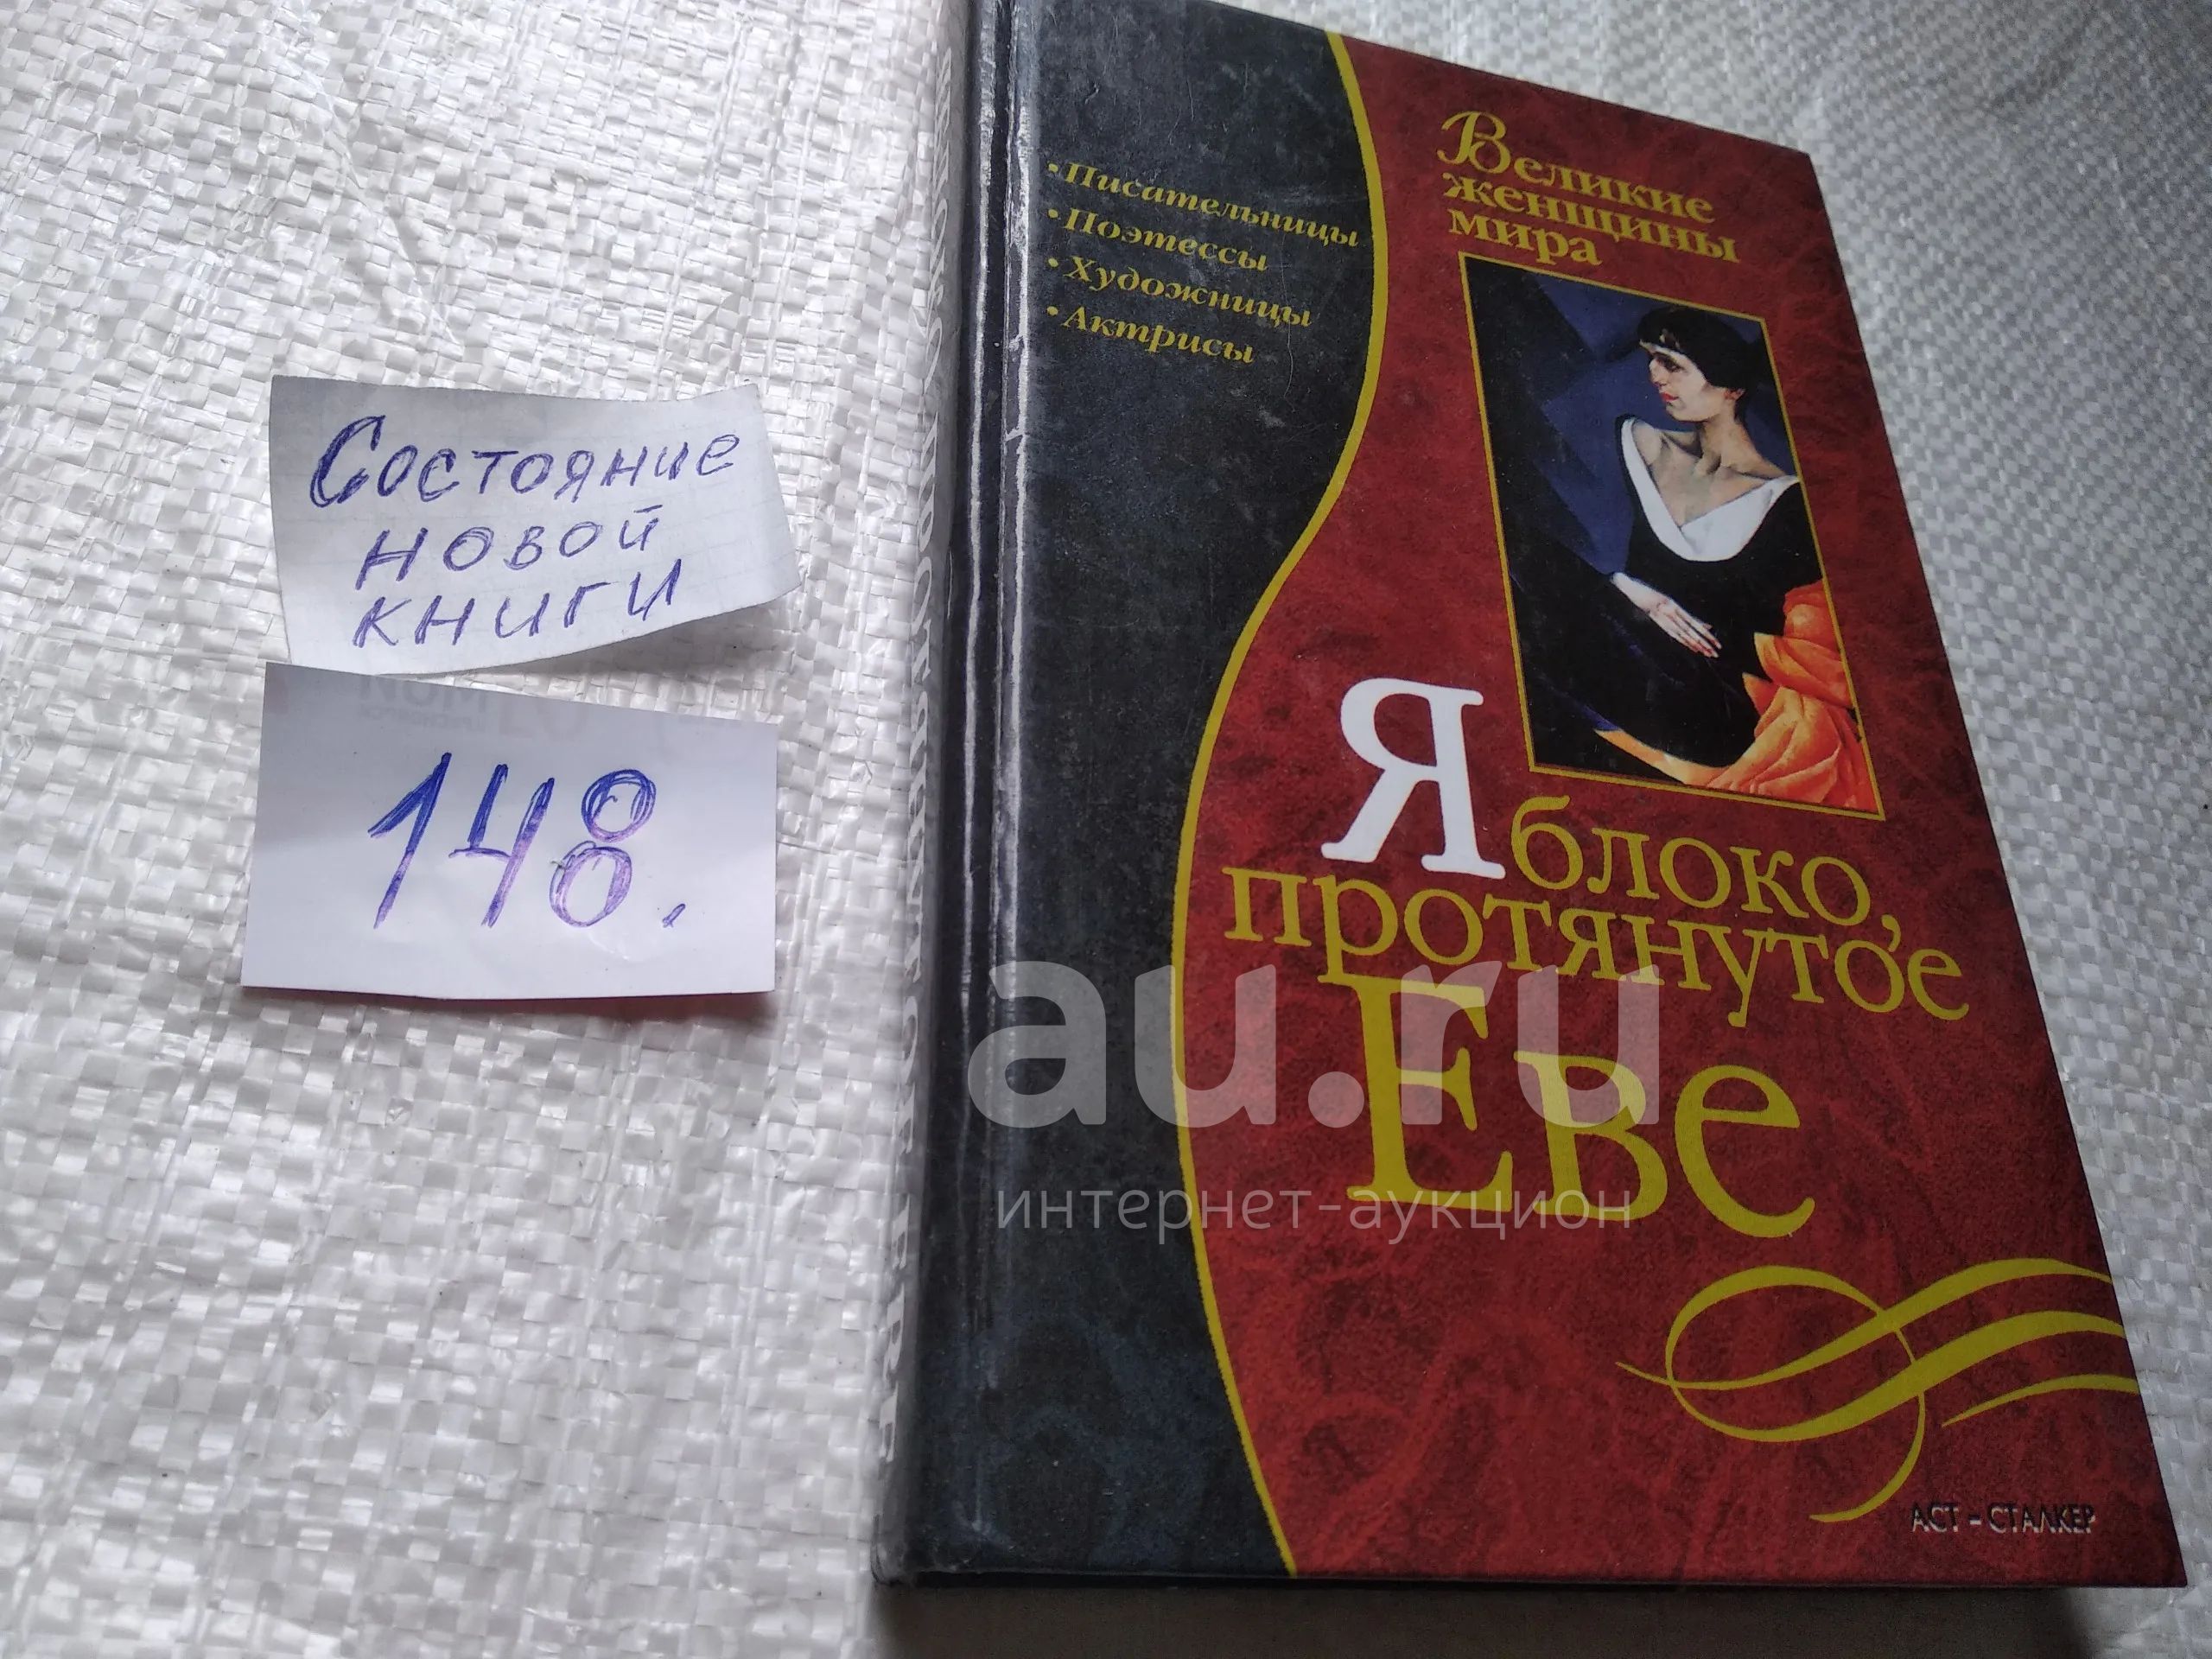 Состояние
новой
книги
148.
• Писательницы
• Поэтессы
• Художницы
• Актрисы
Великие
женщины
мира
Яблоко,
протянутое
Еве
АСТ – СТАЛКЕР
au.ru
интернет-аукцион